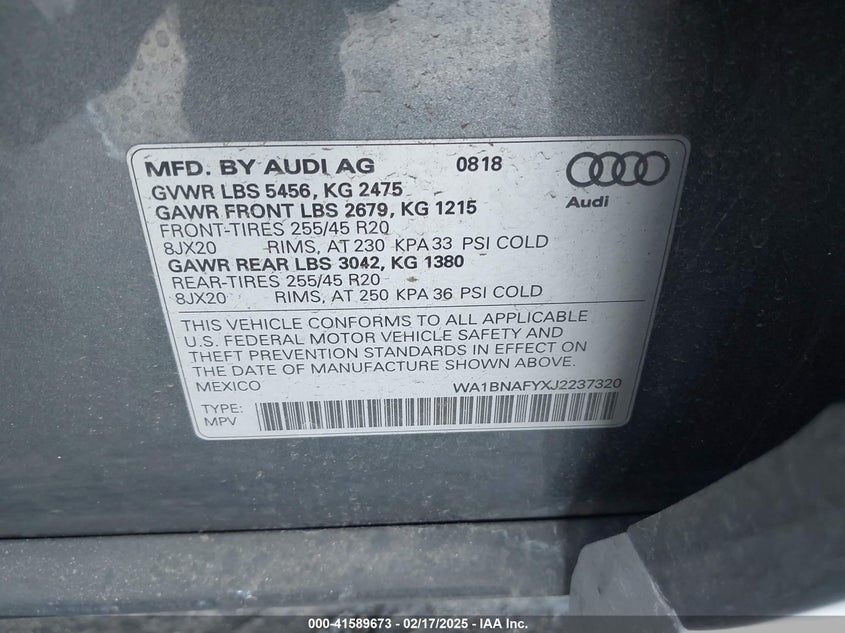 MFD. BY AUDI AG 0818
GVWR LBS 5456, KG 2475
GAWR FRONT LBS 2679, KG 1215
FRONT-TIRES 255/45 R20
8JX20 RIMS, AT 230 KPA 33 PSI COLD
GAWR REAR LBS 3042, KG 1380
REAR-TIRES 255/45 R20
8JX20 RIMS, AT 250 KPA 36 PSI COLD
Audi
THIS VEHICLE CONFORMS TO ALL APPLICABLE
U.S. FEDERAL MOTOR VEHICLE SAFETY AND
THEFT PREVENTION STANDARDS IN EFFECT ON
THE DATE OF MANUFACTURE SHOWN ABOVE.
MEXICO WA1BNAFYXJ2237320
TYPE:
MPV
000-41589673 - 02/17/2025 - IAA Inc.